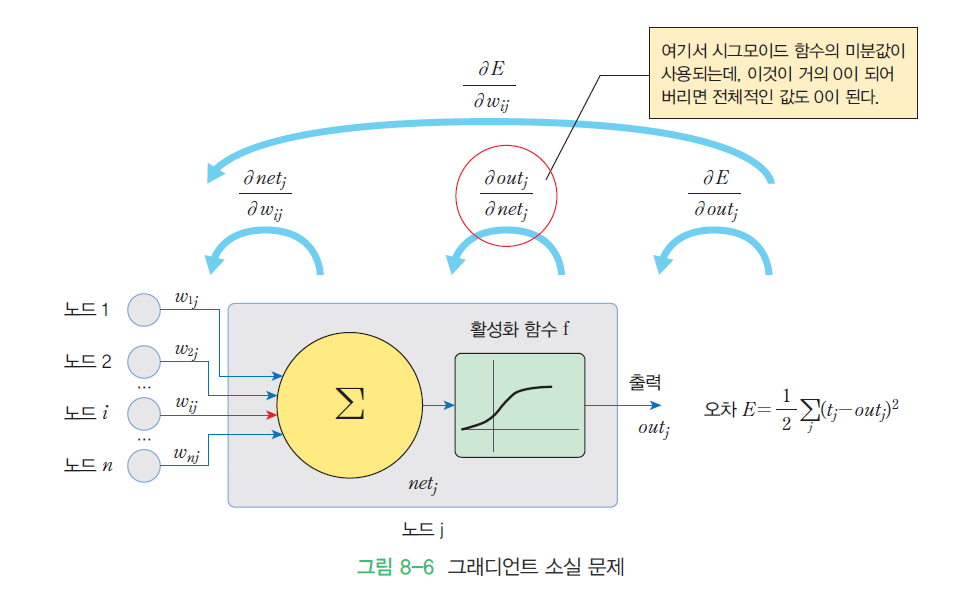 여기서 시그모이드 함수의 미분값이
사용되는데, 이것이 거의 0이 되어
버리면 전체적인 값도 0이 된다.
∂E
∂w_ij
∂net_j
∂w_ij
∂out_j
∂net_j
∂E
∂out_j
노드 1
w_1j
노드 2
w_2j
...
노드 i
w_ij
...
노드 n
w_nj
Σ
net_j
활성화 함수 f
출력
out_j
오차 E=1/2 Σ_j (t_j-out_j)^2
노드 j
그림 8-6 그래디언트 소실 문제